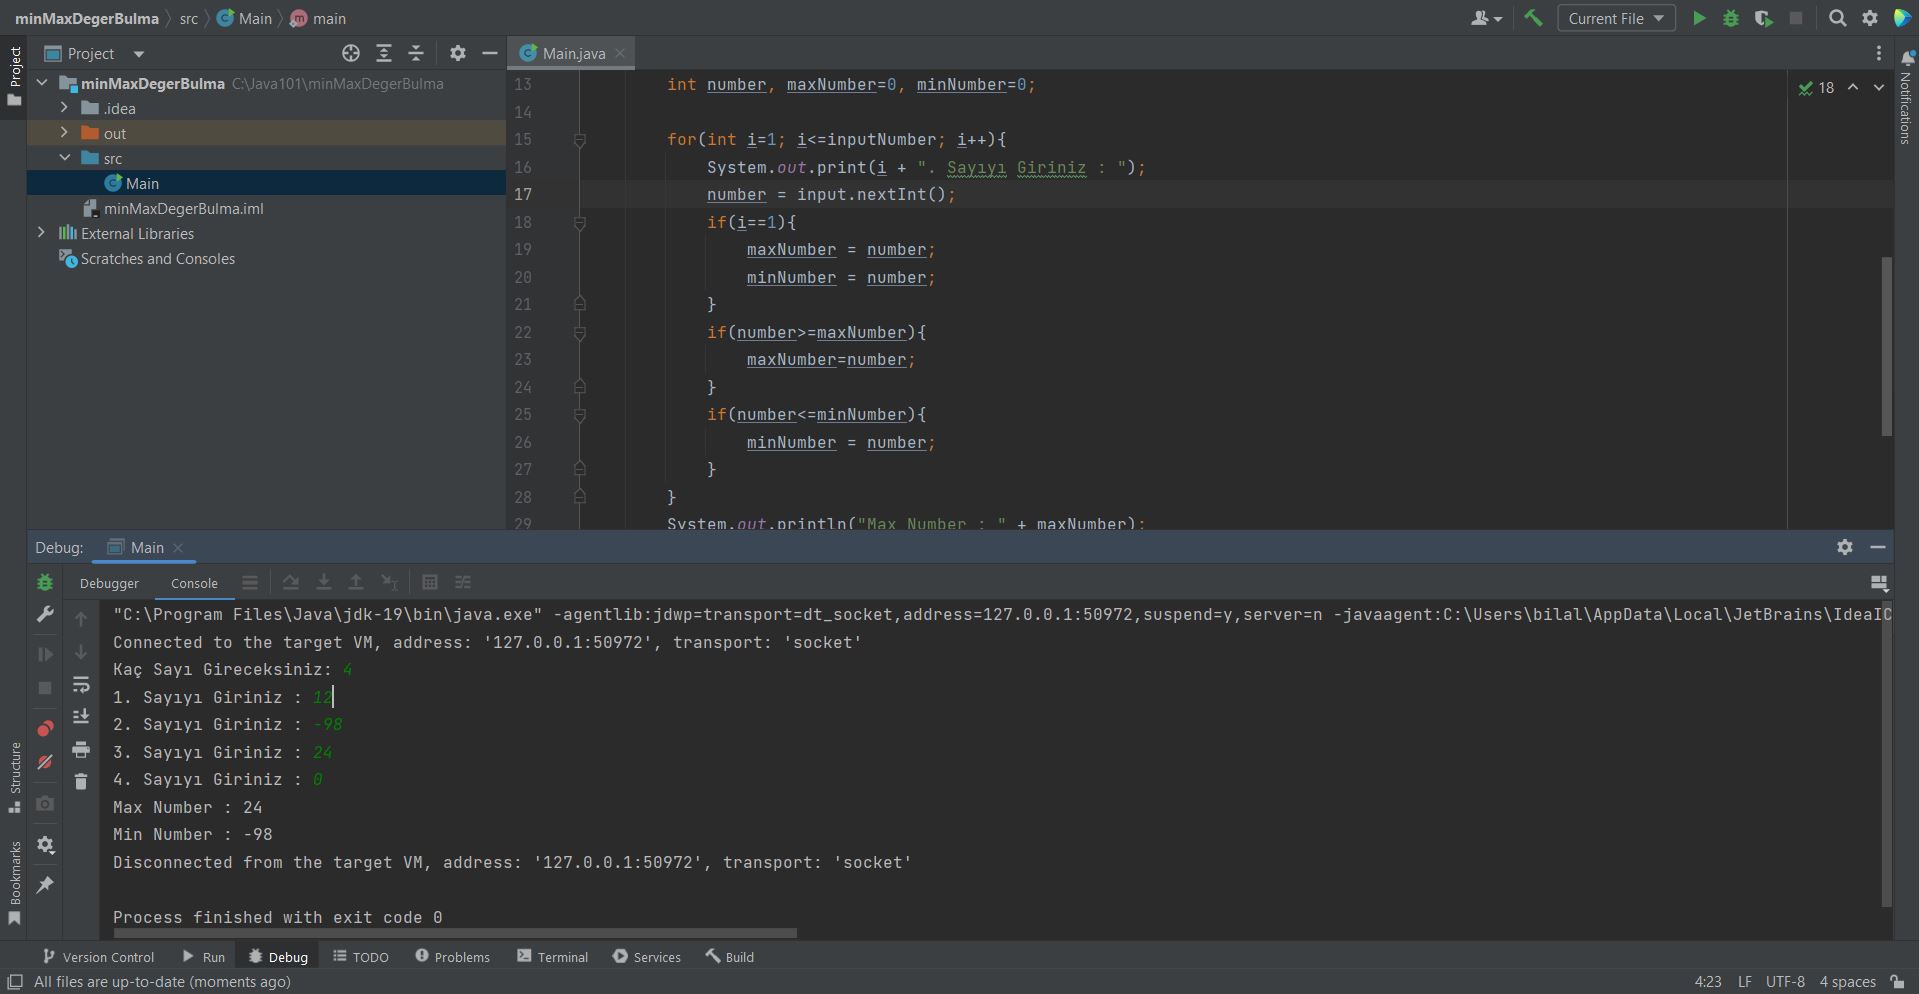 minMaxDegerBulma src Main main
Current File
Project
Project
minMaxDegerBulma C:\Java101\minMaxDegerBulma
.idea
out
src
Main
minMaxDegerBulma.iml
External Libraries
Scratches and Consoles
Main.java
18
13 int number, maxNumber=0, minNumber=0;
14
15 for(int i=1; i<=inputNumber; i++){
16 System.out.print(i + ". Sayıyı Giriniz : ");
17 number = input.nextInt();
18 if(i==1){
19 maxNumber = number;
20 minNumber = number;
21 }
22 if(number>=maxNumber){
23 maxNumber=number;
24 }
25 if(number<=minNumber){
26 minNumber = number;
27 }
28 }
29 System.out.println("Max Number : " + maxNumber);
Notifications
Debug: Main
Debugger Console
"C:\Program Files\Java\jdk-19\bin\java.exe" -agentlib:jdwp=transport=dt_socket,address=127.0.0.1:50972,suspend=y,server=n -javaagent:C:\Users\bilal\AppData\Local\JetBrains\IdeaIC
Connected to the target VM, address: '127.0.0.1:50972', transport: 'socket'
Kaç Sayı Gireceksiniz: 4
1. Sayıyı Giriniz : 12
2. Sayıyı Giriniz : -98
3. Sayıyı Giriniz : 24
4. Sayıyı Giriniz : 0
Max Number : 24
Min Number : -98
Disconnected from the target VM, address: '127.0.0.1:50972', transport: 'socket'
Process finished with exit code 0
Structure
Bookmarks
Version Control Run Debug TODO Problems Terminal Services Build
All files are up-to-date (moments ago)
4:23 LF UTF-8 4 spaces